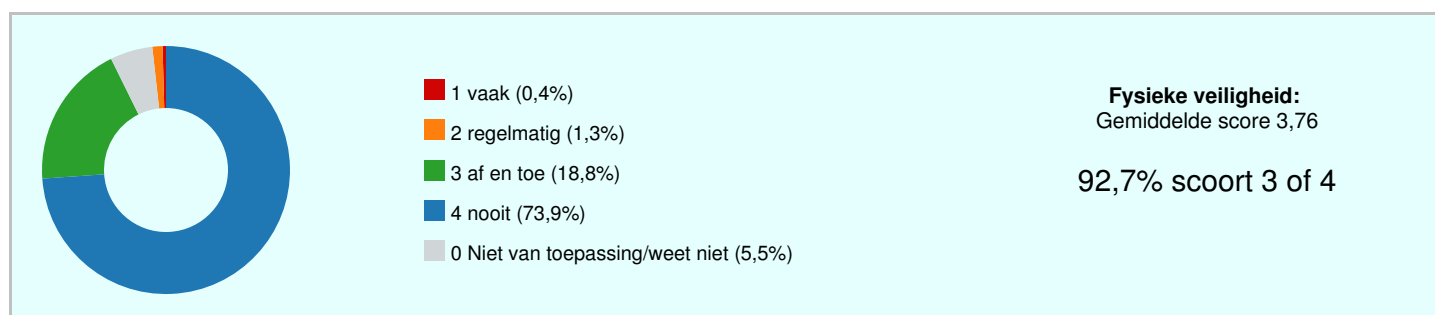 1 vaak (0,4%)
2 regelmatig (1,3%)
3 af en toe (18,8%)
4 nooit (73,9%)
0 Niet van toepassing/weet niet (5,5%)
Fysieke veiligheid:
Gemiddelde score 3,76
92,7% scoort 3 of 4